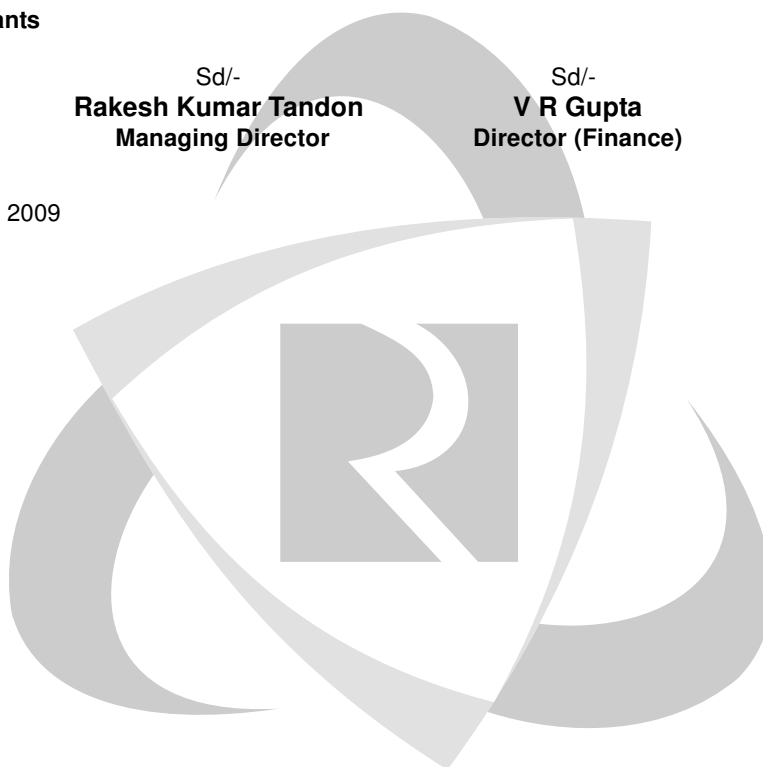 ants
Sd/- Sd/-
Rakesh Kumar Tandon V R Gupta
Managing Director Director (Finance)
2009